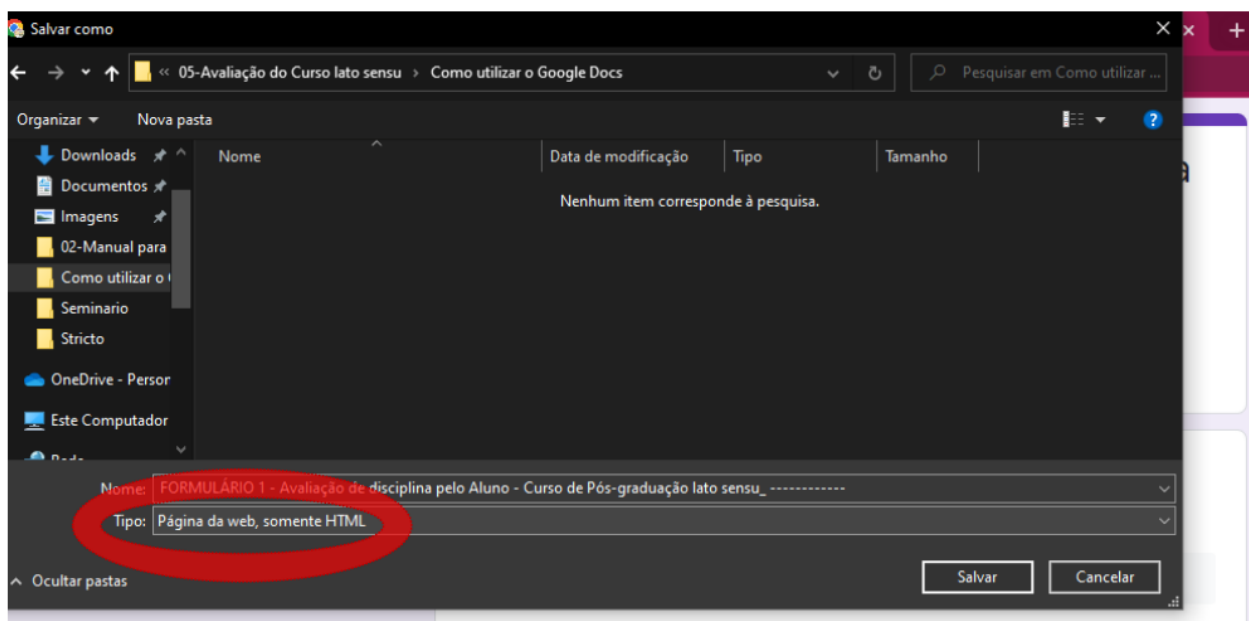 Salvar como
« 05-Avaliação do Curso lato sensu › Como utilizar o Google Docs
Pesquisar em Como utilizar ...
Organizar
Nova pasta
Nome
Data de modificação
Tipo
Tamanho
Nenhum item corresponde à pesquisa.
Downloads
Documentos
Imagens
02-Manual para
Como utilizar o
Seminario
Stricto
OneDrive - Person
Este Computador
Nome: FORMULÁRIO 1 - Avaliação de disciplina pelo Aluno - Curso de Pós-graduação lato sensu_ ------------
Tipo: Página da web, somente HTML
Ocultar pastas
Salvar
Cancelar